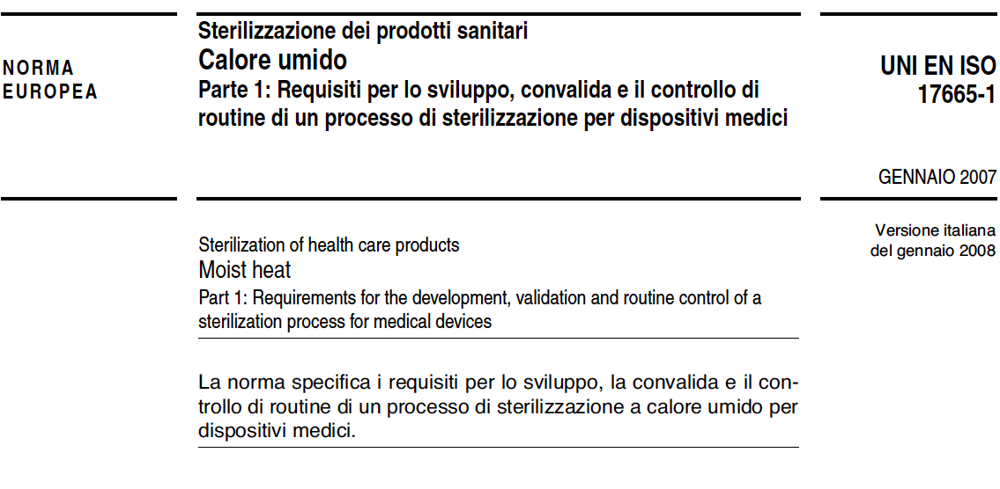 NORMA
EUROPEA
Sterilizzazione dei prodotti sanitari
Calore umido
Parte 1: Requisiti per lo sviluppo, convalida e il controllo di
routine di un processo di sterilizzazione per dispositivi medici
UNI EN ISO
17665-1
GENNAIO 2007
Sterilization of health care products
Moist heat
Part 1: Requirements for the development, validation and routine control of a
sterilization process for medical devices
Versione italiana
del gennaio 2008
La norma specifica i requisiti per lo sviluppo, la convalida e il con-
trollo di routine di un processo di sterilizzazione a calore umido per
dispositivi medici.